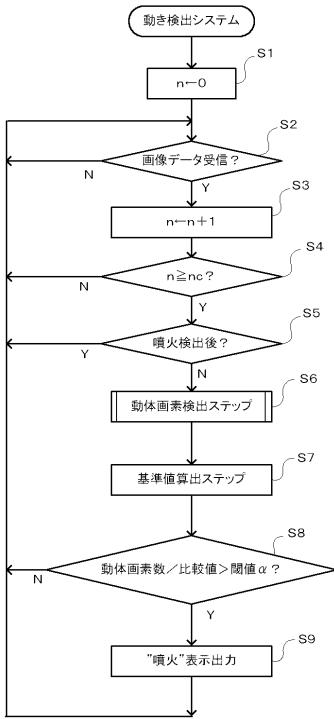 動き検出システム
S1
n←0
S2
画像データ受信？
N
Y
S3
n←n＋1
S4
n≧nc？
N
Y
S5
噴火検出後？
Y
N
S6
動体画素検出ステップ
S7
基準値算出ステップ
S8
動体画素数／比較値＞閾値α？
N
Y
S9
”噴火”表示出力